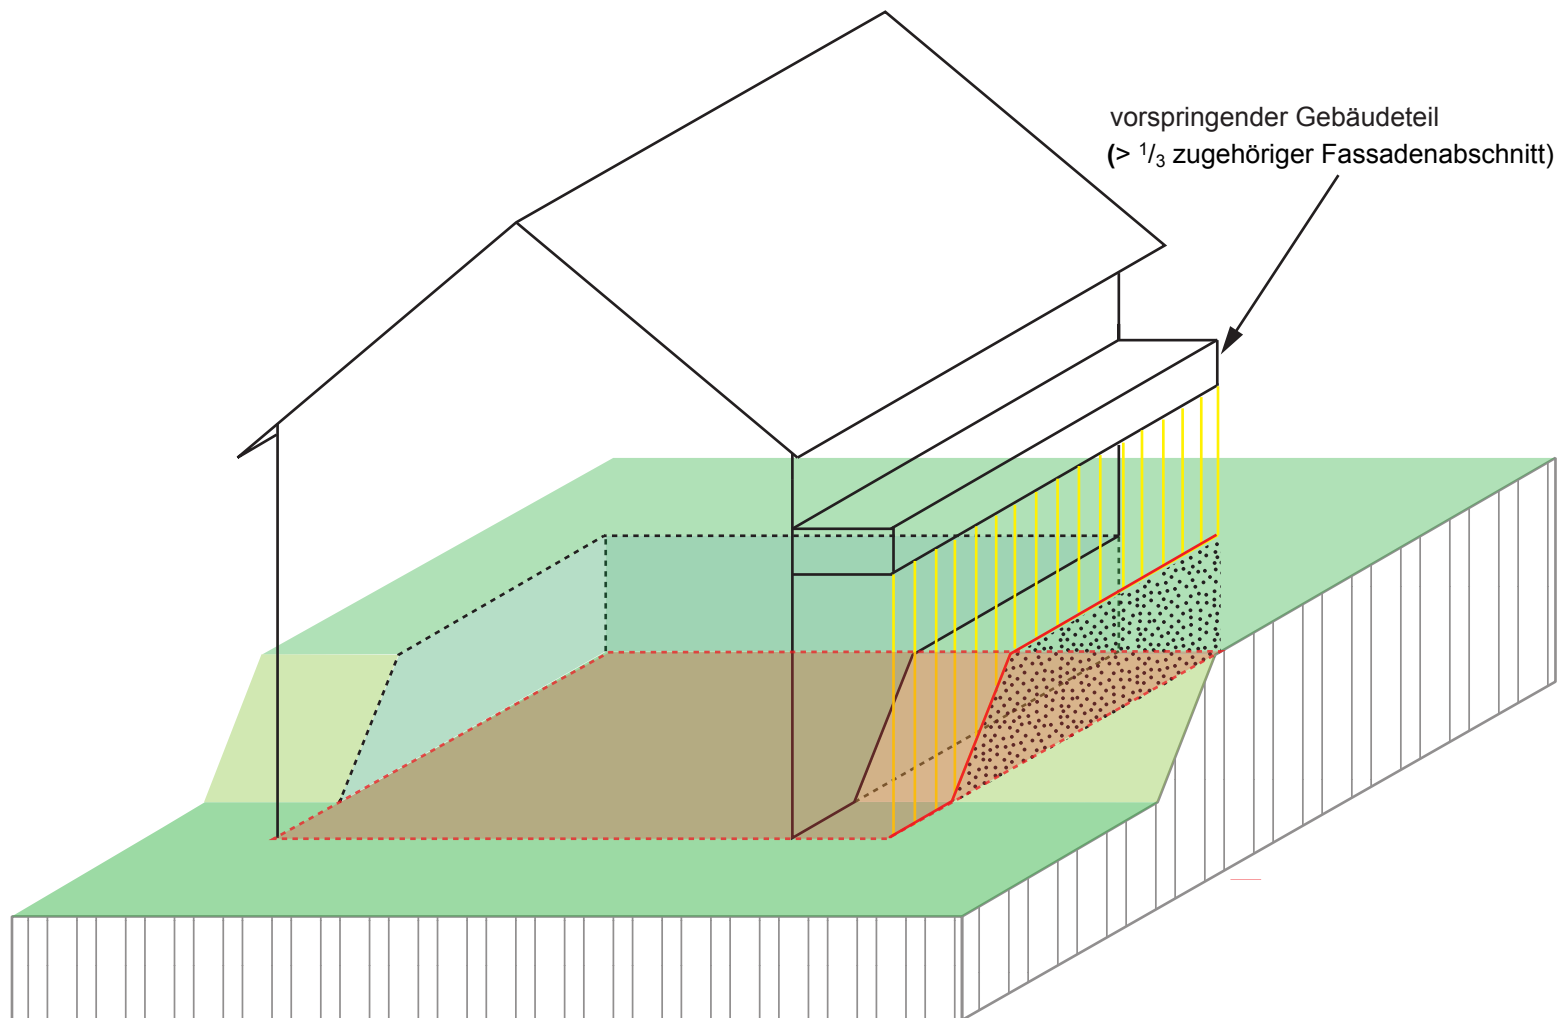 vorspringender Gebäudeteil
(> 1/3 zugehöriger Fassadenabschnitt)